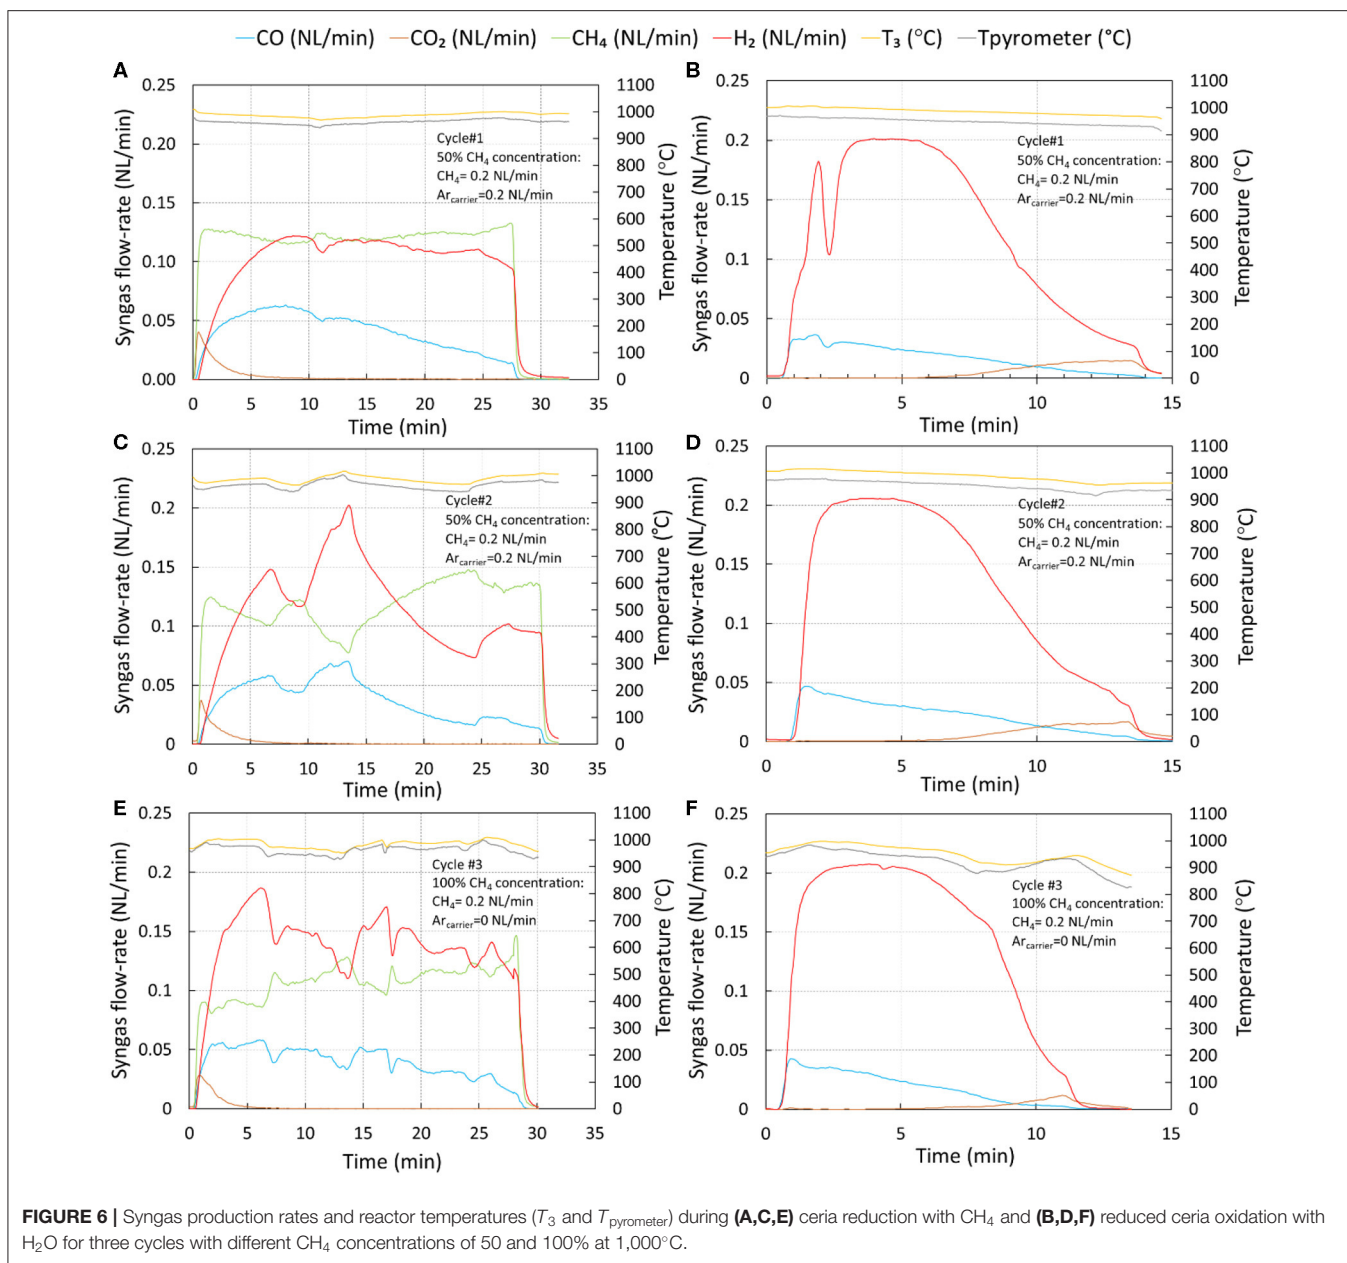 CO (NL/min) CO₂ (NL/min) CH₄ (NL/min) H₂ (NL/min) T₃ (°C) Tpyrometer (°C)
A
Syngas flow-rate (NL/min)
0.25
0.20
0.15
0.10
0.05
0.00
Cycle#1
50% CH₄ concentration:
CH₄= 0.2 NL/min
Ar_carrier=0.2 NL/min
1100
1000
900
800
700
600
500
400
300
200
100
0
Temperature (°C)
0 5 10 15 20 25 30 35
Time (min)
B
Syngas flow-rate (NL/min)
0.25
0.2
0.15
0.1
0.05
0
Cycle#1
50% CH₄ concentration:
CH₄= 0.2 NL/min
Ar_carrier=0.2 NL/min
1100
1000
900
800
700
600
500
400
300
200
100
0
Temperature (°C)
0 5 10 15
Time (min)
C
Syngas flow-rate (NL/min)
0.25
0.2
0.15
0.1
0.05
0
Cycle#2
50% CH₄ concentration:
CH₄= 0.2 NL/min
Ar_carrier=0.2 NL/min
1100
1000
900
800
700
600
500
400
300
200
100
0
Temperature (°C)
0 5 10 15 20 25 30 35
Time (min)
D
Syngas flow-rate (NL/min)
0.25
0.2
0.15
0.1
0.05
0
Cycle#2
50% CH₄ concentration:
CH₄= 0.2 NL/min
Ar_carrier=0.2 NL/min
1100
1000
900
800
700
600
500
400
300
200
100
0
Temperature (°C)
0 5 10 15
Time (min)
E
Syngas flow-rate (NL/min)
0.25
0.2
0.15
0.1
0.05
0
Cycle #3
100% CH₄ concentration:
CH₄= 0.2 NL/min
Ar_carrier=0 NL/min
1100
1000
900
800
700
600
500
400
300
200
100
0
Temperature (°C)
0 5 10 15 20 25 30 35
Time (min)
F
Syngas flow-rate (NL/min)
0.25
0.2
0.15
0.1
0.05
0
Cycle #3
100% CH₄ concentration:
CH₄= 0.2 NL/min
Ar_carrier=0 NL/min
1100
1000
900
800
700
600
500
400
300
200
100
0
Temperature (°C)
0 5 10 15
Time (min)
FIGURE 6 | Syngas production rates and reactor temperatures (T₃ and T_pyrometer) during (A,C,E) ceria reduction with CH₄ and (B,D,F) reduced ceria oxidation with
H₂O for three cycles with different CH₄ concentrations of 50 and 100% at 1,000°C.